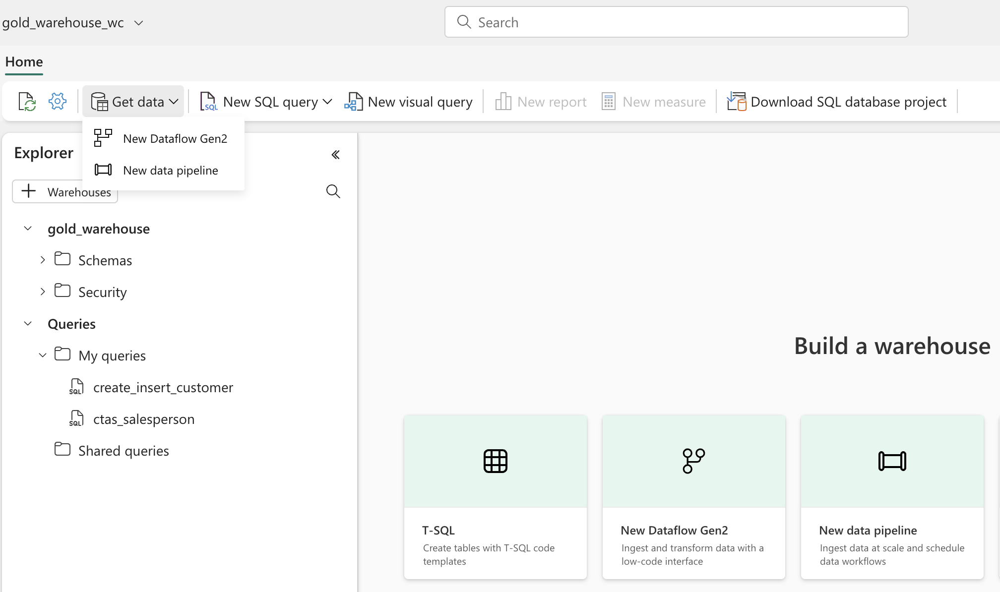 gold_warehouse_wc
Search
Home
Get data
SQL
New SQL query
New visual query
New report
New measure
Download SQL database project
New Dataflow Gen2
New data pipeline
Explorer
Warehouses
gold_warehouse
Schemas
Security
Queries
My queries
SQL
create_insert_customer
SQL
ctas_salesperson
Shared queries
Build a warehouse
T-SQL
Create tables with T-SQL code
templates
New Dataflow Gen2
Ingest and transform data with a
low-code interface
New data pipeline
Ingest data at scale and schedule
data workflows